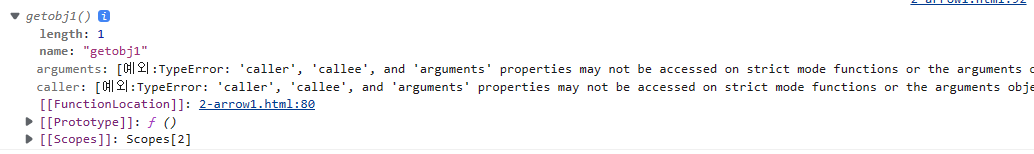 2-arrow1.html:92
▼ getobj1() i
length: 1
name: "getobj1"
arguments: [예외:TypeError: 'caller', 'callee', and 'arguments' properties may not be accessed on strict mode functions or the arguments o
caller: [예외:TypeError: 'caller', 'callee', and 'arguments' properties may not be accessed on strict mode functions or the arguments obje
[[FunctionLocation]]: 2-arrow1.html:80
▶ [[Prototype]]: ƒ ()
▶ [[Scopes]]: Scopes[2]